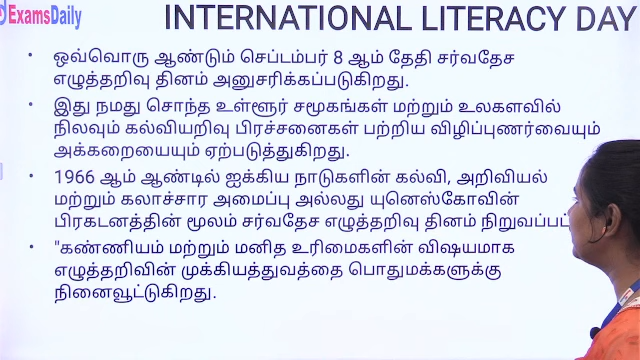 ExamsDaily
INTERNATIONAL LITERACY DAY
ஒவ்வொரு ஆண்டும் செப்டம்பர் 8 ஆம் தேதி சர்வதேச
எழுத்தறிவு தினம் அனுசரிக்கப்படுகிறது.
இது நமது சொந்த உள்ளூர் சமூகங்கள் மற்றும் உலகளவில்
நிலவும் கல்வியறிவு பிரச்சனைகள் பற்றிய விழிப்புணர்வையும்
அக்கறையையும் ஏற்படுத்துகிறது.
1966 ஆம் ஆண்டில் ஐக்கிய நாடுகளின் கல்வி, அறிவியல்
மற்றும் கலாச்சார அமைப்பு அல்லது யுனெஸ்கோவின்
பிரகடனத்தின் மூலம் சர்வதேச எழுத்தறிவு தினம்
"கண்ணியம் மற்றும் மனித உரிமைகளின் விஷயமாக
எழுத்தறிவின் முக்கியத்துவத்தை பொதுமக்களுக்கு
நினைவூட்டுகிறது.